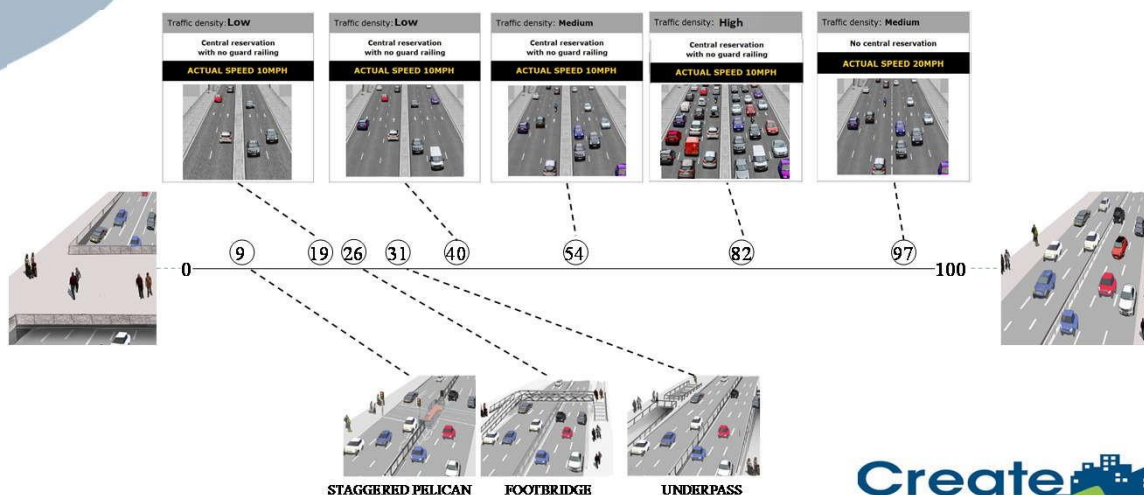 Traffic density: Low
Central reservation
with no guard railing
ACTUAL SPEED 10MPH
Traffic density: Low
Central reservation
with no guard railing
ACTUAL SPEED 10MPH
Traffic density: Medium
Central reservation
with no guard railing
ACTUAL SPEED 10MPH
Traffic density: High
Central reservation
with no guard railing
ACTUAL SPEED 10MPH
Traffic density: Medium
No central reservation
ACTUAL SPEED 20MPH
9 19 26 31 40 54 82 97
0 100
STAGGERED PELICAN FOOTBRIDGE UNDERPASS
Create